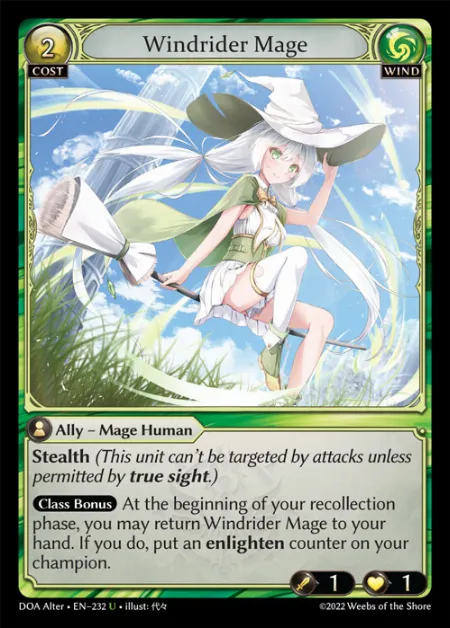 2
Windrider Mage
COST
WIND
Ally – Mage Human
Stealth (This unit can't be targeted by attacks unless
permitted by true sight.)
Class Bonus At the beginning of your recollection
phase, you may return Windrider Mage to your
hand. If you do, put an enlighten counter on your
champion.
1
1
DOA Alter • EN–232 U • illust: 代々
©2022 Weebs of the Shore